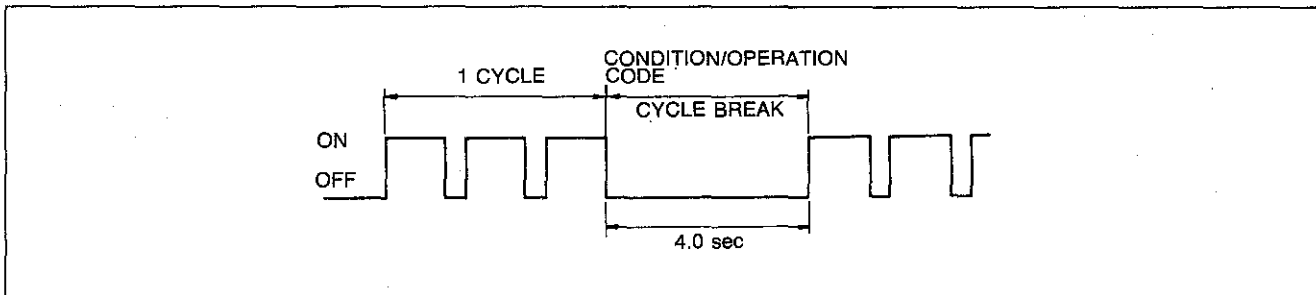 CONDITION/OPERATION
1 CYCLE
CODE
CYCLE BREAK
ON
OFF
4.0 sec